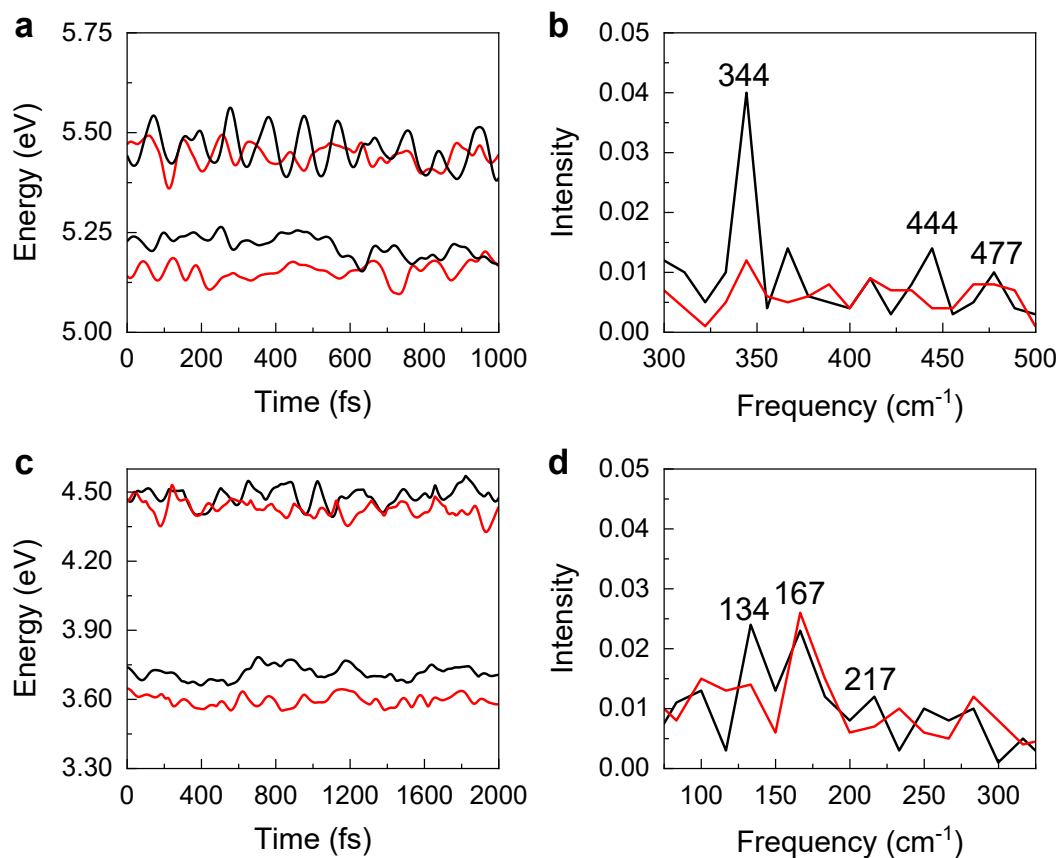 a
5.75
5.50
5.25
5.00
Energy (eV)
0 200 400 600 800 1000
Time (fs)
b
0.05
0.04
0.03
0.02
0.01
0.00
Intensity
344
444
477
300 350 400 450 500
Frequency (cm⁻¹)
c
4.50
4.20
3.90
3.60
3.30
Energy (eV)
0 400 800 1200 1600 2000
Time (fs)
d
0.05
0.04
0.03
0.02
0.01
0.00
Intensity
134
167
217
100 150 200 250 300
Frequency (cm⁻¹)